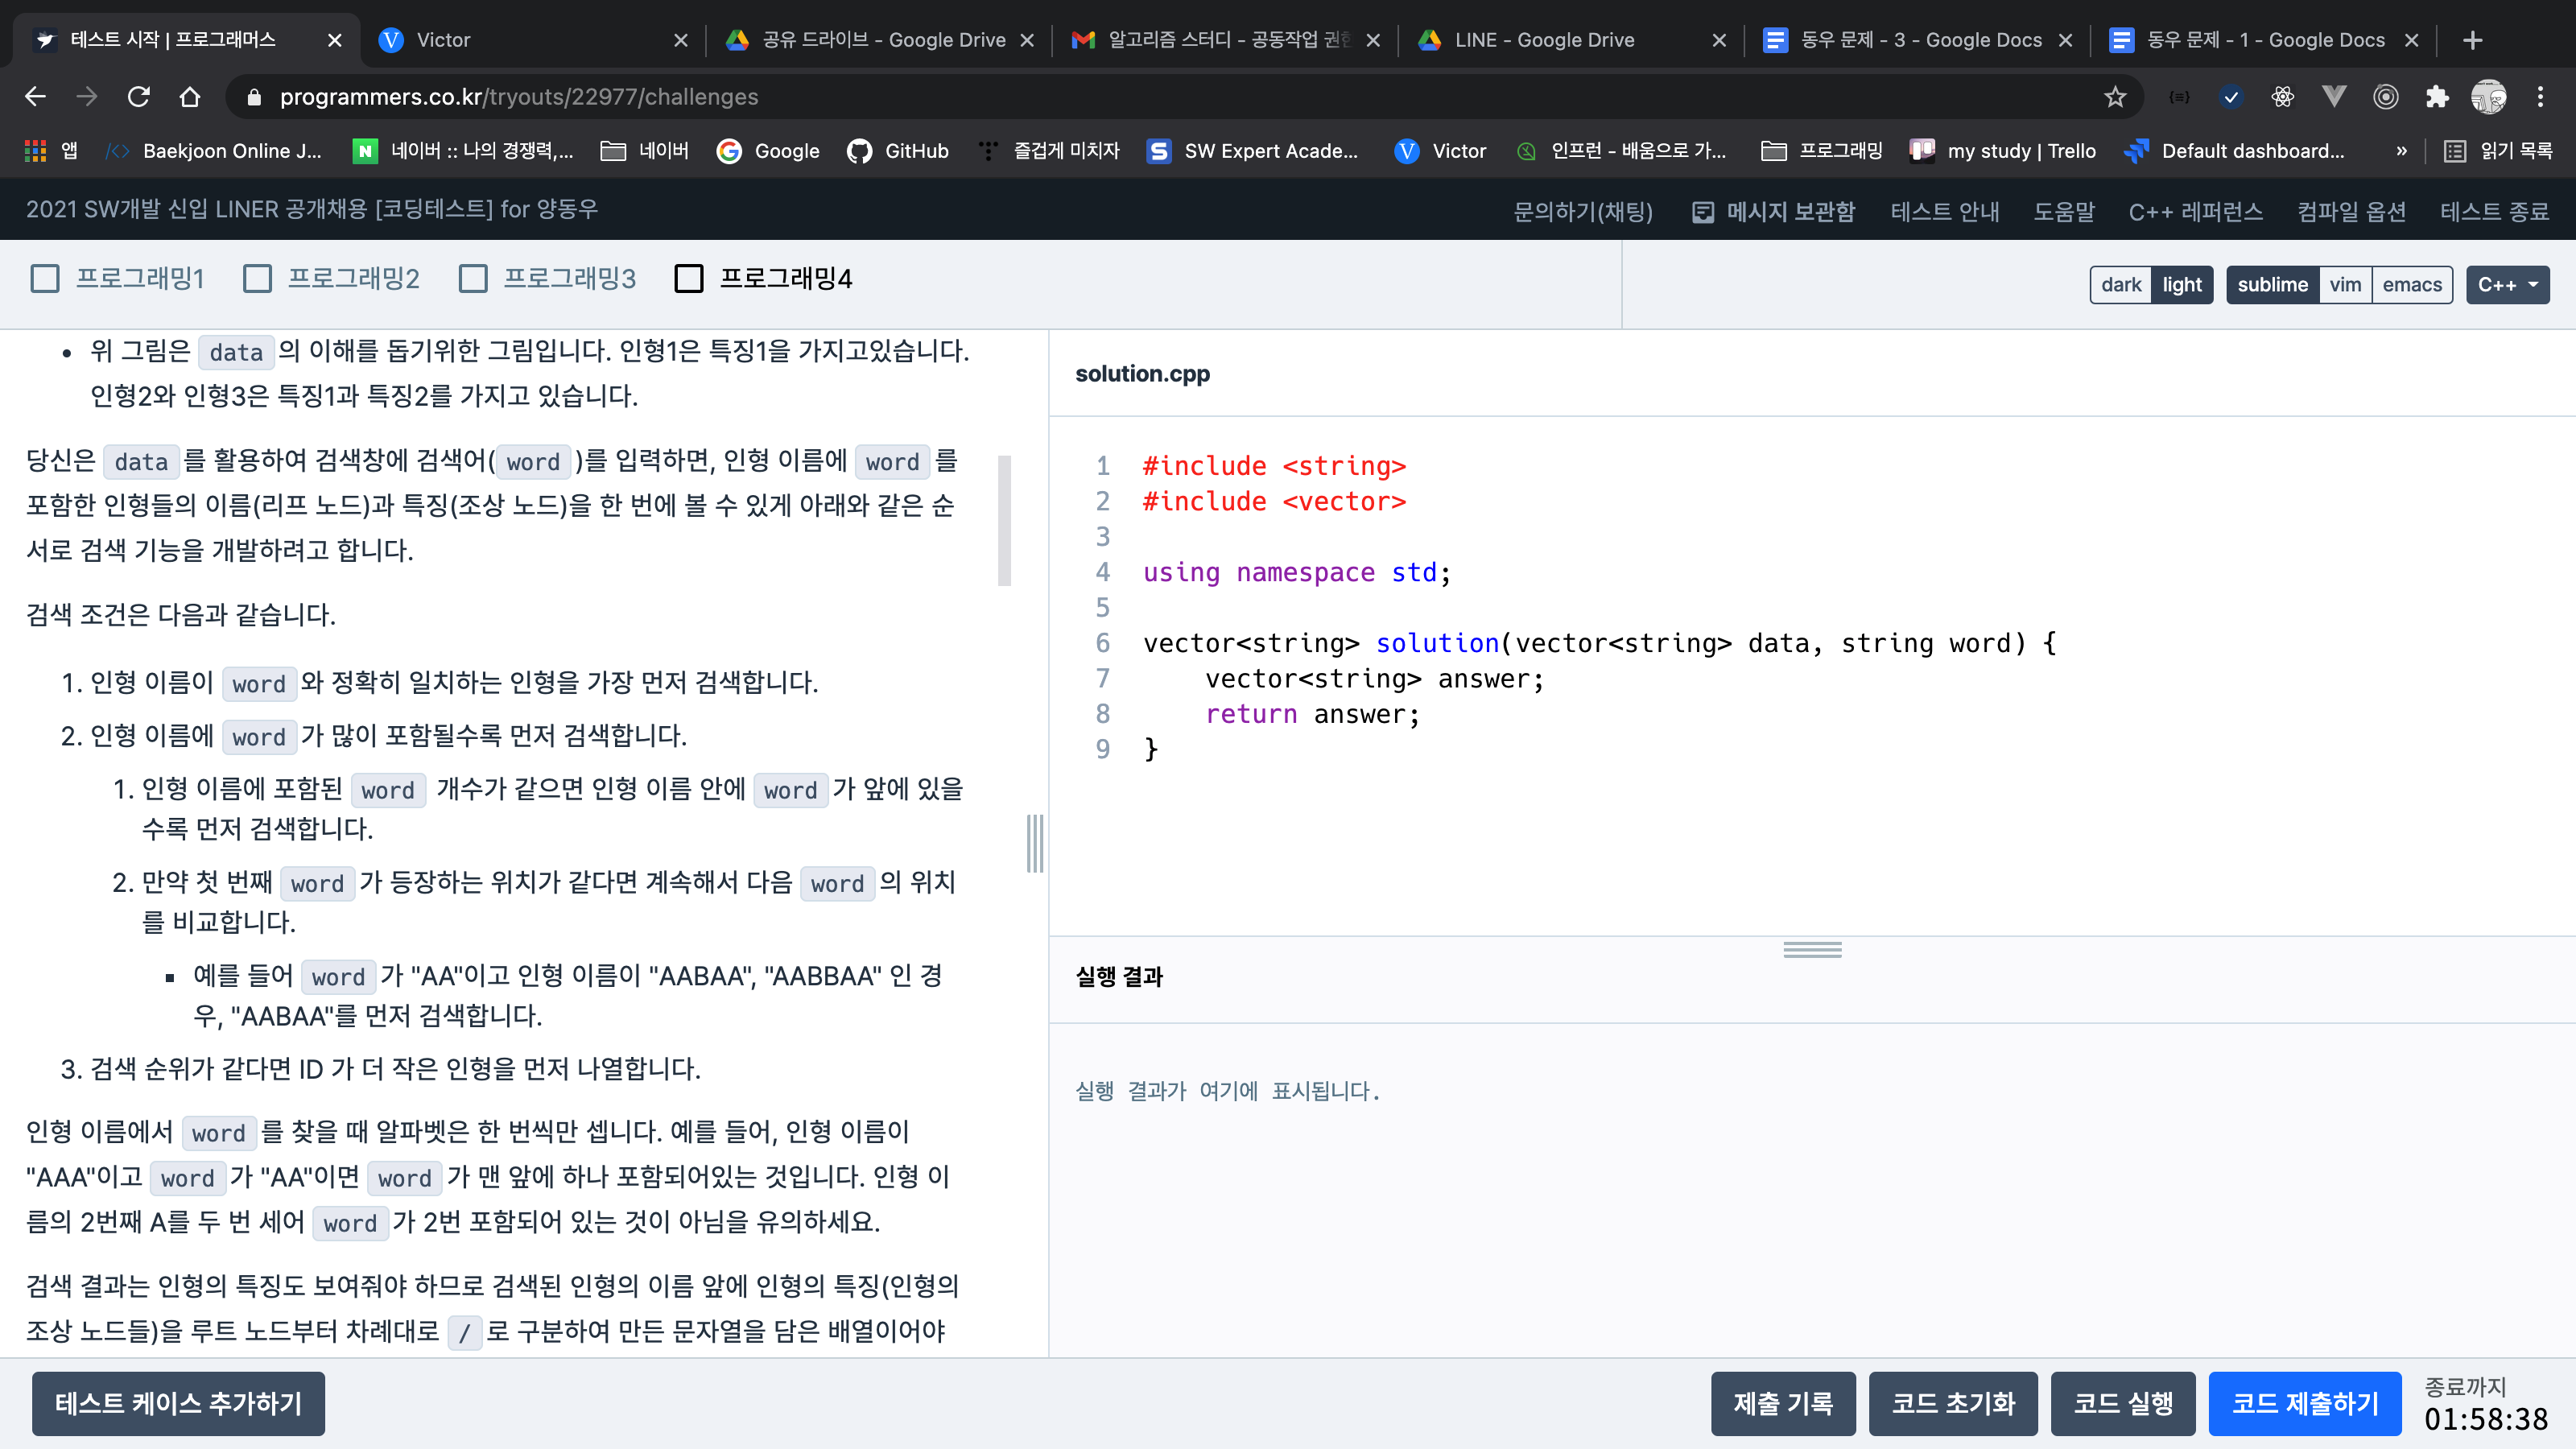 테스트 시작 | 프로그래머스
Victor
공유 드라이브 - Google Drive
알고리즘 스터디 - 공동작업 권한
LINE - Google Drive
동우 문제 - 3 - Google Docs
동우 문제 - 1 - Google Docs
programmers.co.kr/tryouts/22977/challenges
앱
Baekjoon Online J...
네이버 :: 나의 경쟁력,...
네이버
Google
GitHub
즐겁게 미치자
SW Expert Acade...
Victor
인프런 - 배움으로 가...
프로그래밍
my study | Trello
Default dashboard...
»
읽기 목록
2021 SW개발 신입 LINER 공개채용 [코딩테스트] for 양동우
문의하기(채팅)
메시지 보관함
테스트 안내
도움말
C++ 레퍼런스
컴파일 옵션
테스트 종료
프로그래밍1
프로그래밍2
프로그래밍3
프로그래밍4
dark light
sublime vim emacs
C++
• 위 그림은 data 의 이해를 돕기위한 그림입니다. 인형1은 특징1을 가지고있습니다.
인형2와 인형3은 특징1과 특징2를 가지고 있습니다.
당신은 data 를 활용하여 검색창에 검색어( word )를 입력하면, 인형 이름에 word 를
포함한 인형들의 이름(리프 노드)과 특징(조상 노드)을 한 번에 볼 수 있게 아래와 같은 순
서로 검색 기능을 개발하려고 합니다.
검색 조건은 다음과 같습니다.
1. 인형 이름이 word 와 정확히 일치하는 인형을 가장 먼저 검색합니다.
2. 인형 이름에 word 가 많이 포함될수록 먼저 검색합니다.
1. 인형 이름에 포함된 word 개수가 같으면 인형 이름 안에 word 가 앞에 있을
수록 먼저 검색합니다.
2. 만약 첫 번째 word 가 등장하는 위치가 같다면 계속해서 다음 word 의 위치
를 비교합니다.
▪ 예를 들어 word 가 "AA"이고 인형 이름이 "AABAA", "AABBAA" 인 경
우, "AABAA"를 먼저 검색합니다.
3. 검색 순위가 같다면 ID 가 더 작은 인형을 먼저 나열합니다.
인형 이름에서 word 를 찾을 때 알파벳은 한 번씩만 셉니다. 예를 들어, 인형 이름이
"AAA"이고 word 가 "AA"이면 word 가 맨 앞에 하나 포함되어있는 것입니다. 인형 이
름의 2번째 A를 두 번 세어 word 가 2번 포함되어 있는 것이 아님을 유의하세요.
검색 결과는 인형의 특징도 보여줘야 하므로 검색된 인형의 이름 앞에 인형의 특징(인형의
조상 노드들)을 루트 노드부터 차례대로 / 로 구분하여 만든 문자열을 담은 배열이어야
solution.cpp
1 #include <string>
2 #include <vector>
3
4 using namespace std;
5
6 vector<string> solution(vector<string> data, string word) {
7     vector<string> answer;
8     return answer;
9 }
실행 결과
실행 결과가 여기에 표시됩니다.
테스트 케이스 추가하기
제출 기록
코드 초기화
코드 실행
코드 제출하기
종료까지
01:58:38